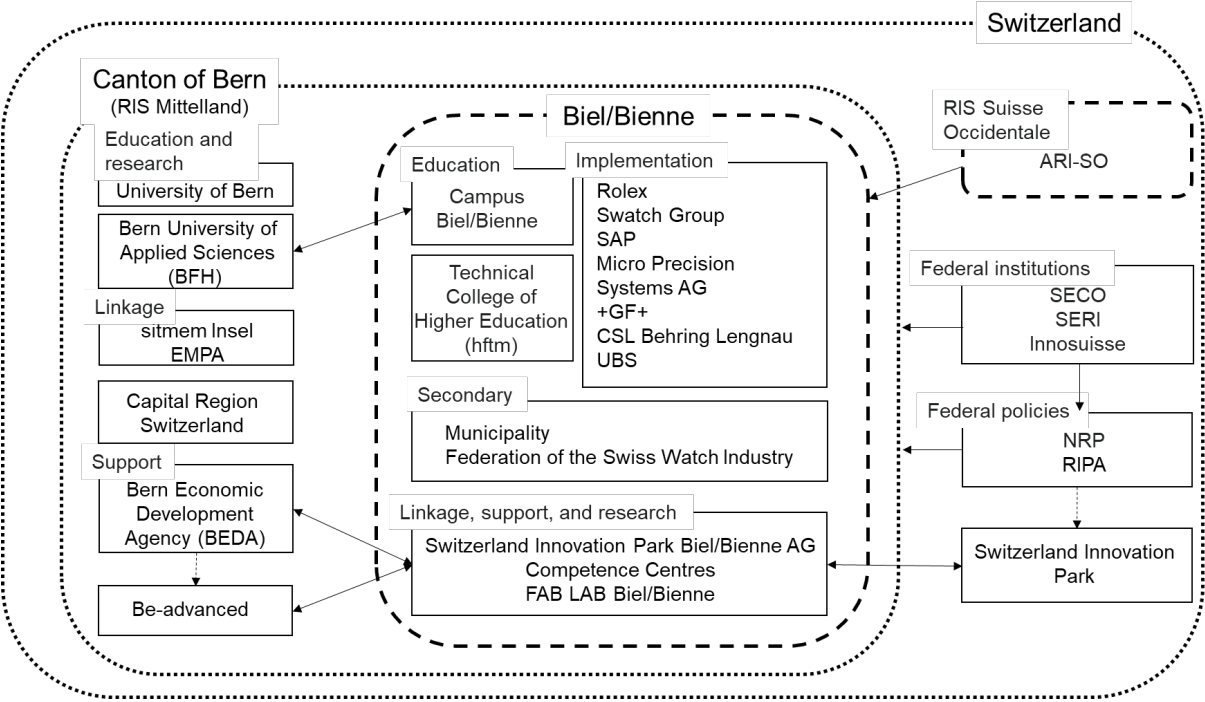 Switzerland
Canton of Bern
(RIS Mittelland)
Education and
research
University of Bern
Bern University of
Applied Sciences
(BFH)
Linkage
sitmem Insel
EMPA
Capital Region
Switzerland
Support
Bern Economic
Development
Agency (BEDA)
Be-advanced
Biel/Bienne
Education
Campus
Biel/Bienne
Technical
College of
Higher Education
(hftm)
Implementation
Rolex
Swatch Group
SAP
Micro Precision
Systems AG
+GF+
CSL Behring Lengnau
UBS
Secondary
Municipality
Federation of the Swiss Watch Industry
Linkage, support, and research
Switzerland Innovation Park Biel/Bienne AG
Competence Centres
FAB LAB Biel/Bienne
RIS Suisse
Occidentale
ARI-SO
Federal institutions
SECO
SERI
Innosuisse
Federal policies
NRP
RIPA
Switzerland Innovation
Park